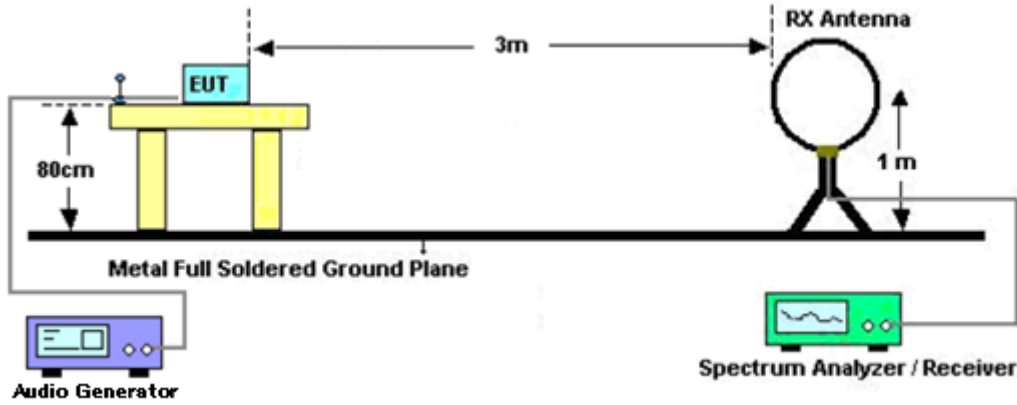 RX Antenna
3m
EUT
80cm
1 m
Metal Full Soldered Ground Plane
Spectrum Analyzer / Receiver
Audio Generator